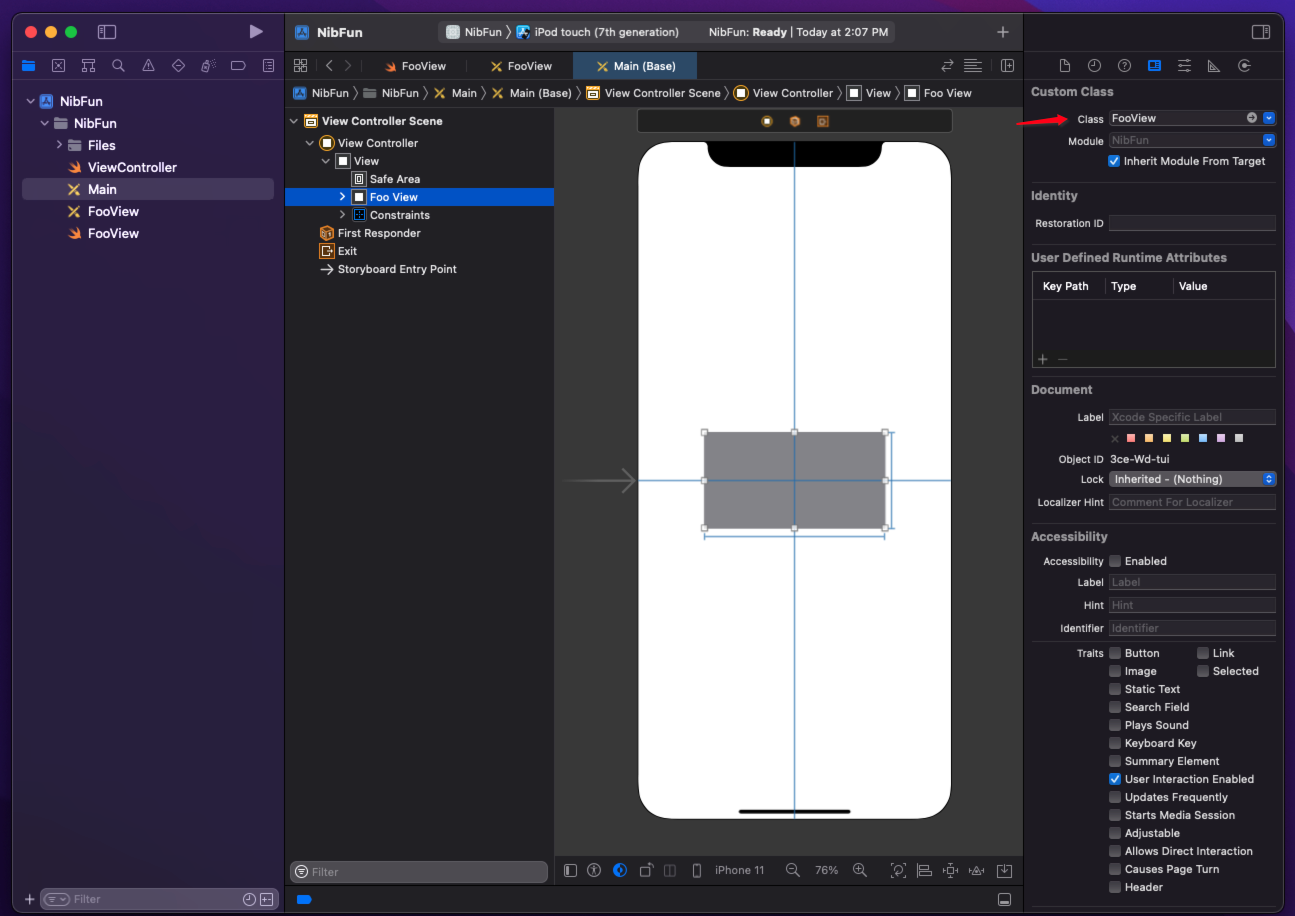 NibFun
NibFun
iPod touch (7th generation)
NibFun: Ready | Today at 2:07 PM
FooView
FooView
Main (Base)
NibFun
NibFun
Main
Main (Base)
View Controller Scene
View Controller
View
Foo View
NibFun
NibFun
Files
ViewController
Main
FooView
FooView
Filter
View Controller Scene
View Controller
View
Safe Area
Foo View
Constraints
First Responder
Exit
Storyboard Entry Point
Filter
iPhone 11
76%
Custom Class
Class FooView
Module NibFun
Inherit Module From Target
Identity
Restoration ID
User Defined Runtime Attributes
Key Path Type Value
Document
Label Xcode Specific Label
Object ID 3ce-Wd-tui
Lock Inherited - (Nothing)
Localizer Hint Comment For Localizer
Accessibility
Accessibility Enabled
Label Label
Hint Hint
Identifier Identifier
Traits Button Link
Image Selected
Static Text
Search Field
Plays Sound
Keyboard Key
Summary Element
User Interaction Enabled
Updates Frequently
Starts Media Session
Adjustable
Allows Direct Interaction
Causes Page Turn
Header